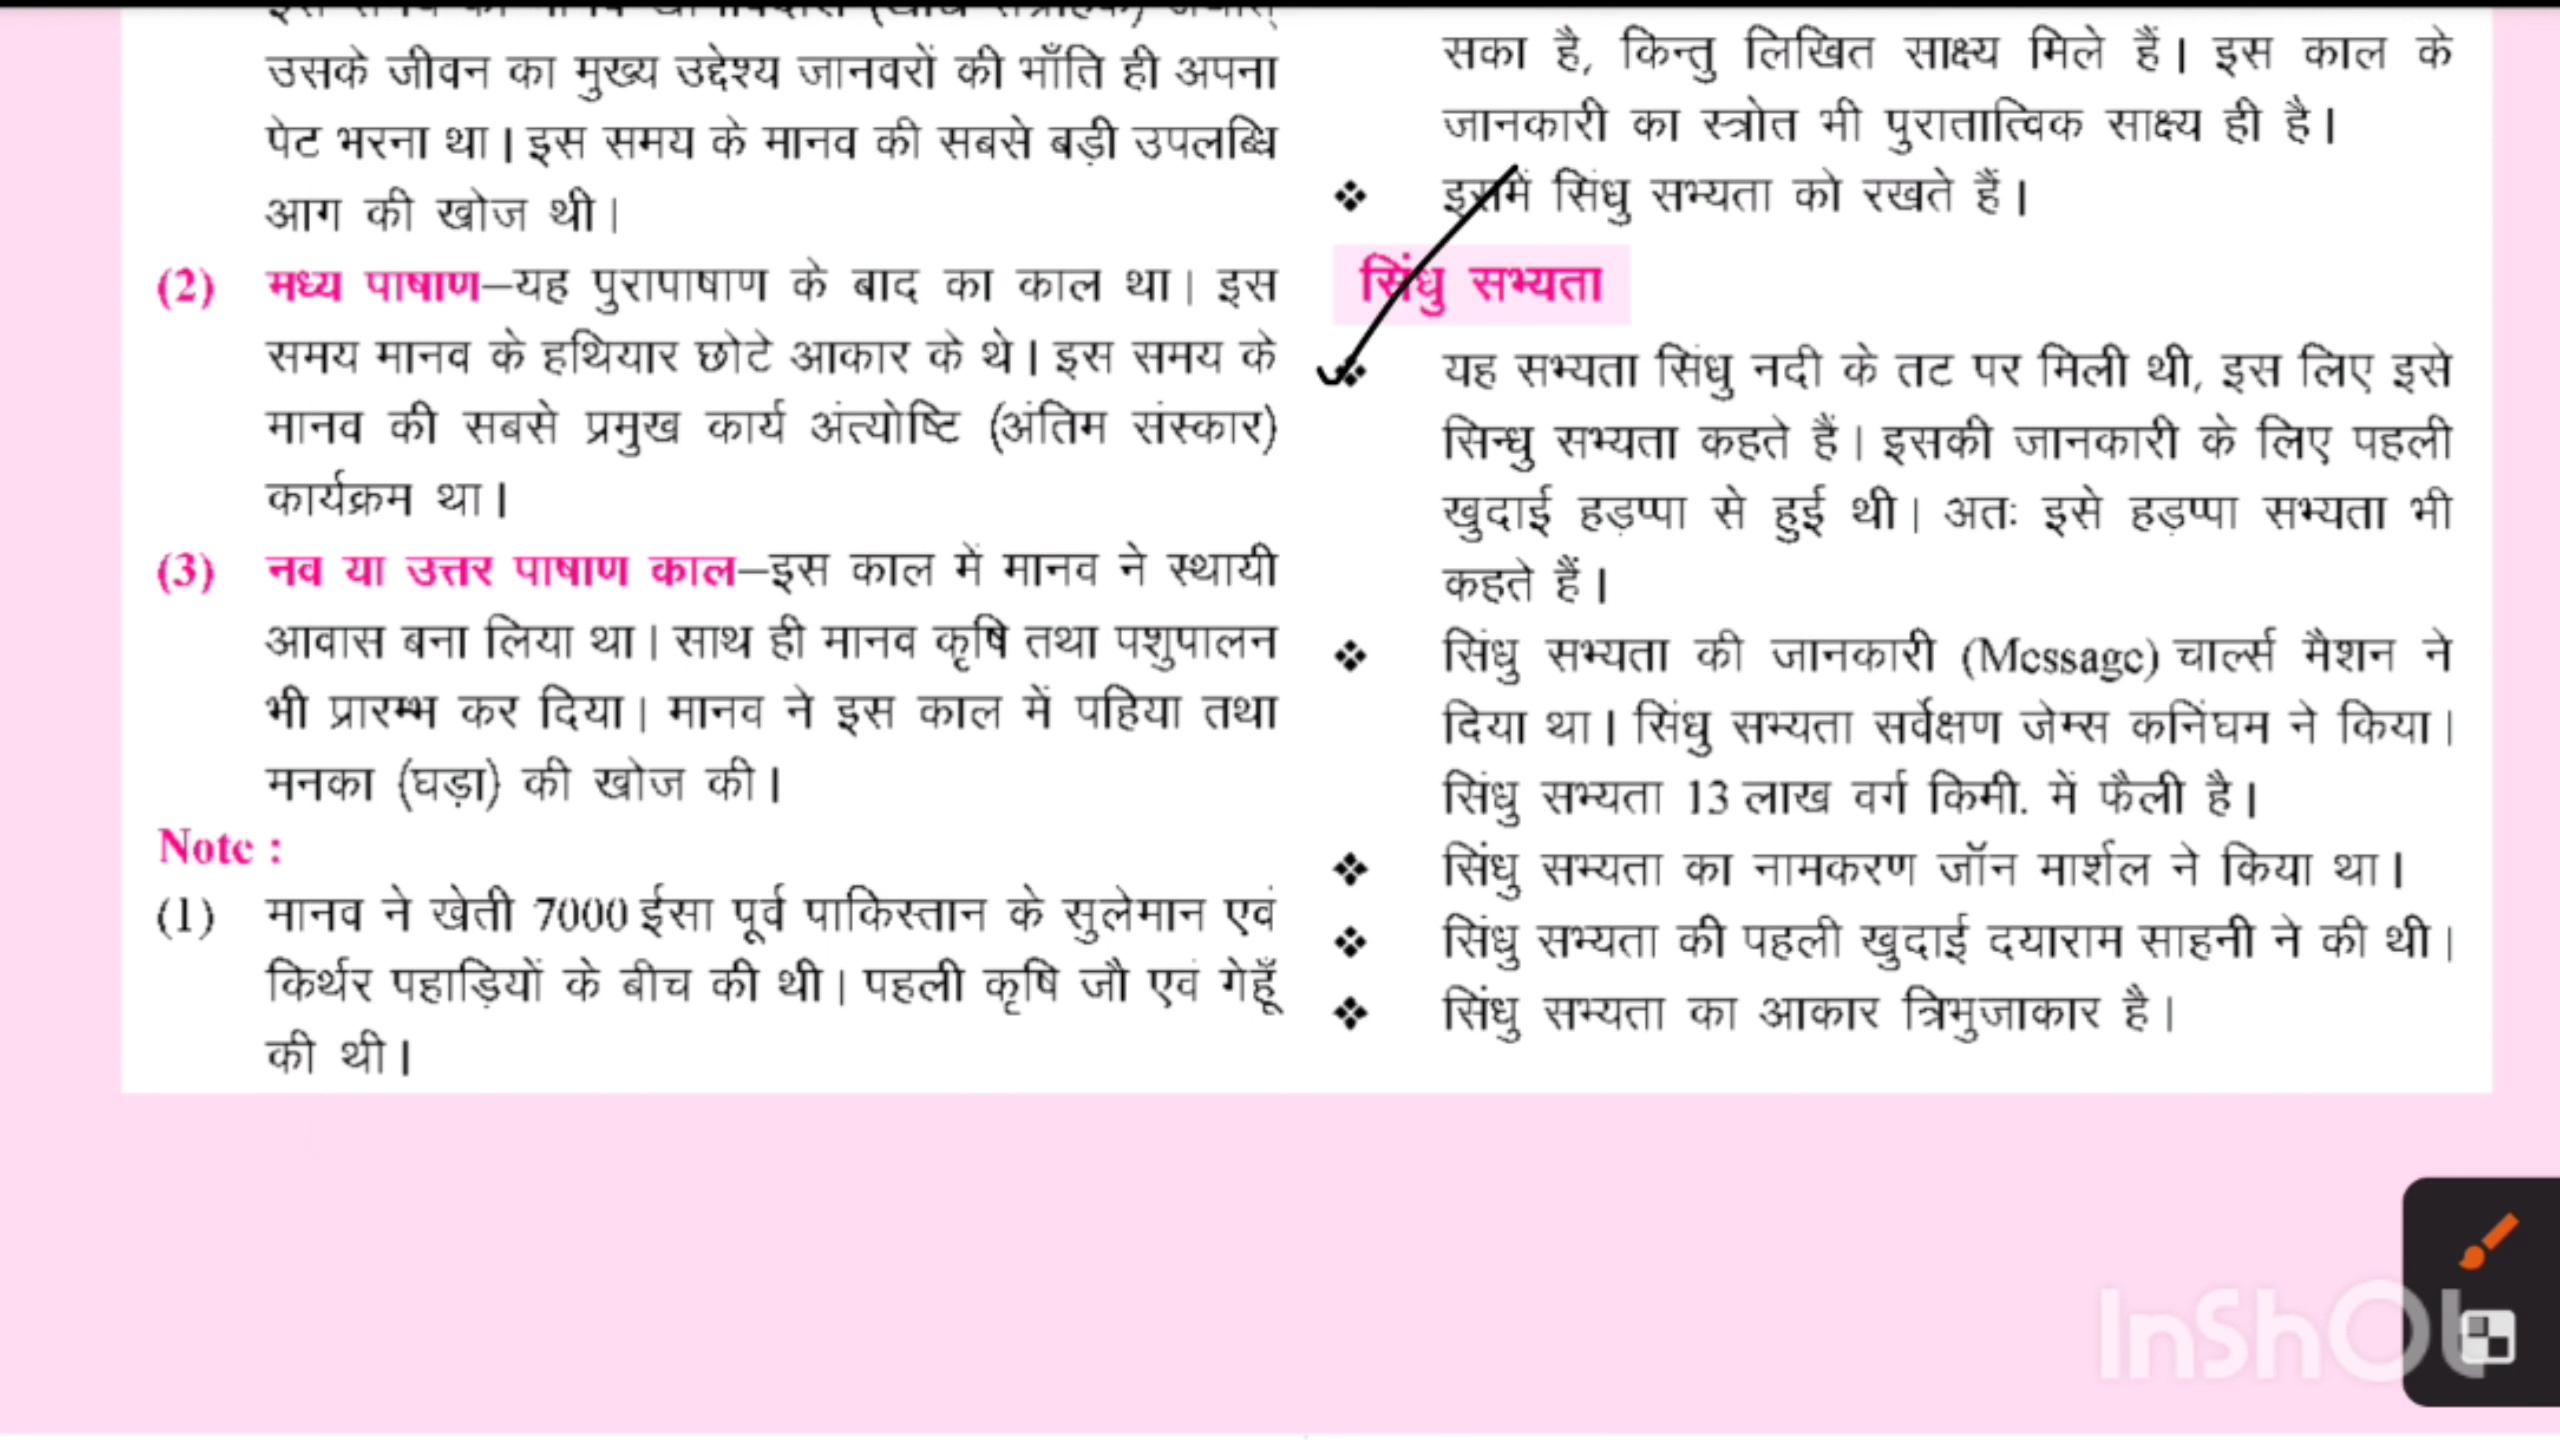 उसके जीवन का मुख्य उद्देश्य जानवरों की भाँति ही अपना
पेट भरना था। इस समय के मानव की सबसे बड़ी उपलब्धि
आग की खोज थी।
(2) मध्य पाषाण–यह पुरापाषाण के बाद का काल था। इस
समय मानव के हथियार छोटे आकार के थे। इस समय के
मानव की सबसे प्रमुख कार्य अंत्योष्टि (अंतिम संस्कार)
कार्यक्रम था।
(3) नव या उत्तर पाषाण काल–इस काल में मानव ने स्थायी
आवास बना लिया था। साथ ही मानव कृषि तथा पशुपालन
भी प्रारम्भ कर दिया। मानव ने इस काल में पहिया तथा
मनका (घड़ा) की खोज की।
Note :
(1) मानव ने खेती 7000 ईसा पूर्व पाकिस्तान के सुलेमान एवं
किर्थर पहाड़ियों के बीच की थी। पहली कृषि जौ एवं गेहूँ
की थी।
सका है, किन्तु लिखित साक्ष्य मिले हैं। इस काल के
जानकारी का स्त्रोत भी पुरातात्विक साक्ष्य ही है।
❖ इसमें सिंधु सभ्यता को रखते हैं।
सिंधु सभ्यता
❖ यह सभ्यता सिंधु नदी के तट पर मिली थी, इस लिए इसे
सिन्धु सभ्यता कहते हैं। इसकी जानकारी के लिए पहली
खुदाई हड़प्पा से हुई थी। अतः इसे हड़प्पा सभ्यता भी
कहते हैं।
❖ सिंधु सभ्यता की जानकारी (Message) चार्ल्स मैशन ने
दिया था। सिंधु सभ्यता सर्वेक्षण जेम्स कनिंघम ने किया।
सिंधु सभ्यता 13 लाख वर्ग किमी. में फैली है।
❖ सिंधु सभ्यता का नामकरण जॉन मार्शल ने किया था।
❖ सिंधु सभ्यता की पहली खुदाई दयाराम साहनी ने की थी।
❖ सिंधु सभ्यता का आकार त्रिभुजाकार है।
InShOt